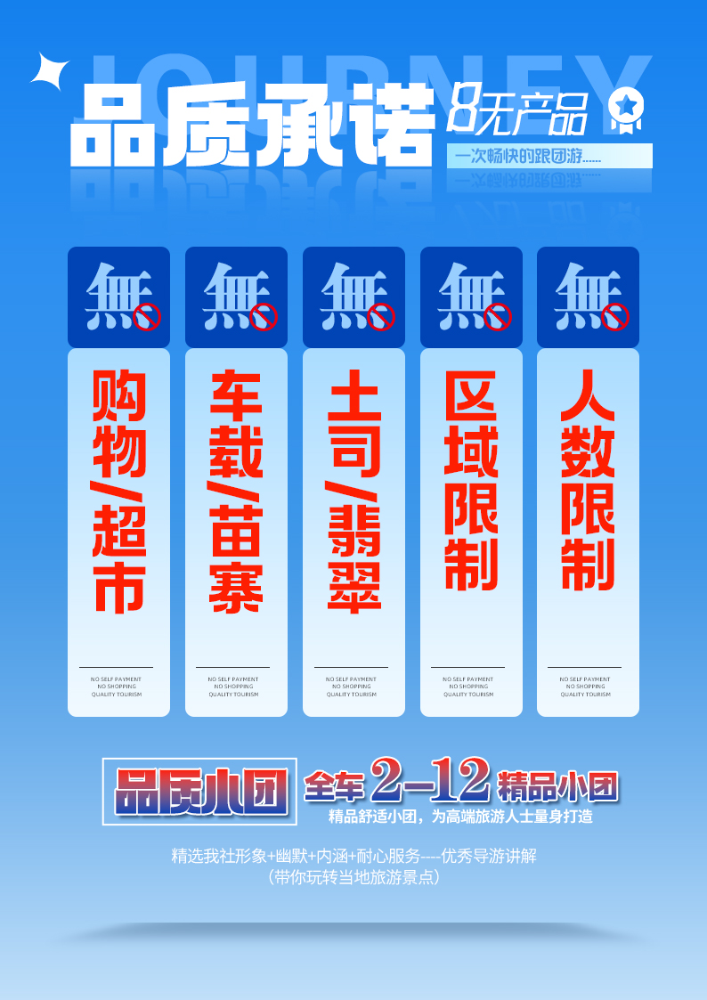 JOURNEY
品质承诺
8无产品
一次畅快的跟团游......
無
购物/超市
NO SELF PAYMENT
NO SHOPPING
QUALITY TOURISM
無
车载/苗寨
NO SELF PAYMENT
NO SHOPPING
QUALITY TOURISM
無
土司/翡翠
NO SELF PAYMENT
NO SHOPPING
QUALITY TOURISM
無
区域限制
NO SELF PAYMENT
NO SHOPPING
QUALITY TOURISM
無
人数限制
NO SELF PAYMENT
NO SHOPPING
QUALITY TOURISM
品质小团
全车2—12精品小团
精品舒适小团，为高端旅游人士量身打造
精选我社形象+幽默+内涵+耐心服务----优秀导游讲解
（带你玩转当地旅游景点）